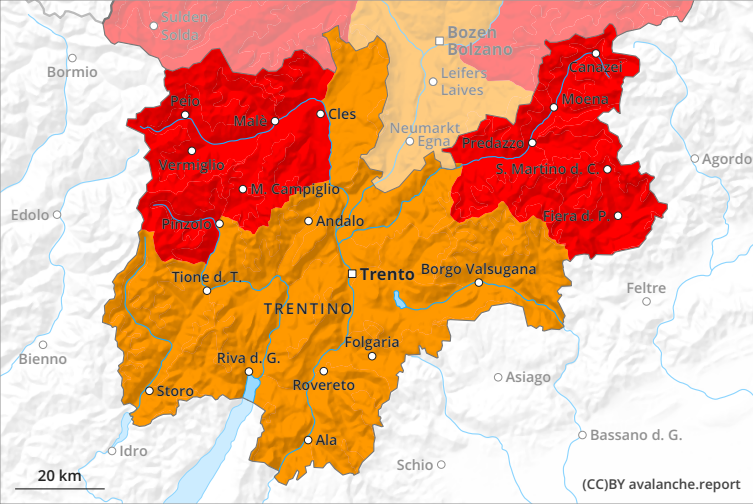 Sulden
Solda
Bozen
Bolzano
Bormio
Leifers
Laives
Canazei
Moena
Peio
Malè
Cles
Neumarkt
Egna
Predazzo
Vermiglio
Agordo
S. Martino d. C.
M. Campiglio
Edolo
Pinzolo
Andalo
Fiera d. P.
Tione d. T.
Trento
Borgo Valsugana
Feltre
TRENTINO
Bienno
Riva d. G.
Folgaria
Storo
Rovereto
Asiago
Idro
Ala
Bassano d. G.
Schio
20 km
(CC)BY avalanche.report